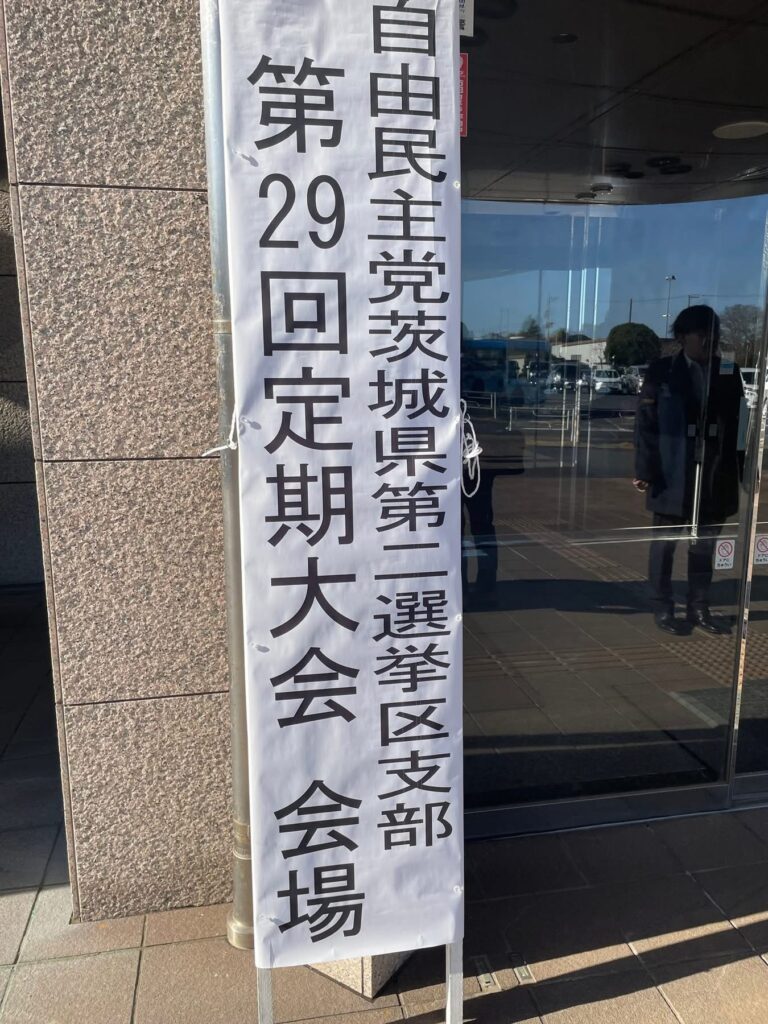 自由民主党茨城県第二選挙区支部
第29回定期大会 会場